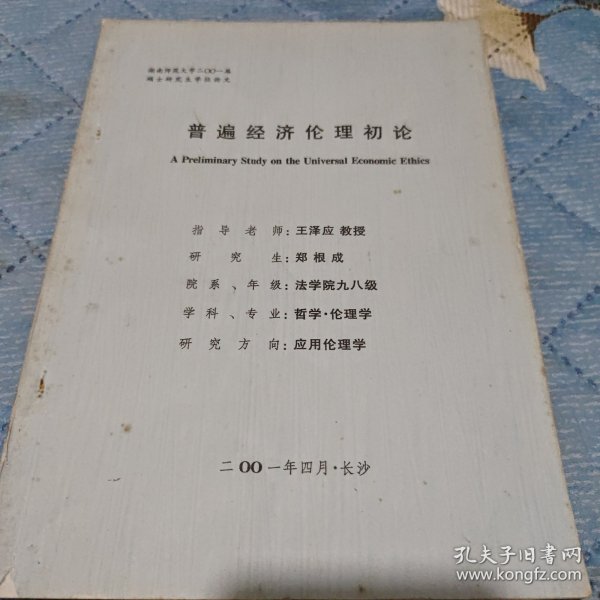 湖南师范大学二〇〇一届
硕士研究生学位论文
普遍经济伦理初论
A Preliminary Study on the Universal Economic Ethics
指导老师：王泽应 教授
研究生：郑根成
院系、年级：法学院九八级
学科、专业：哲学·伦理学
研究方向：应用伦理学
二〇〇一年四月·长沙
孔夫子旧书网
www.kongfz.com